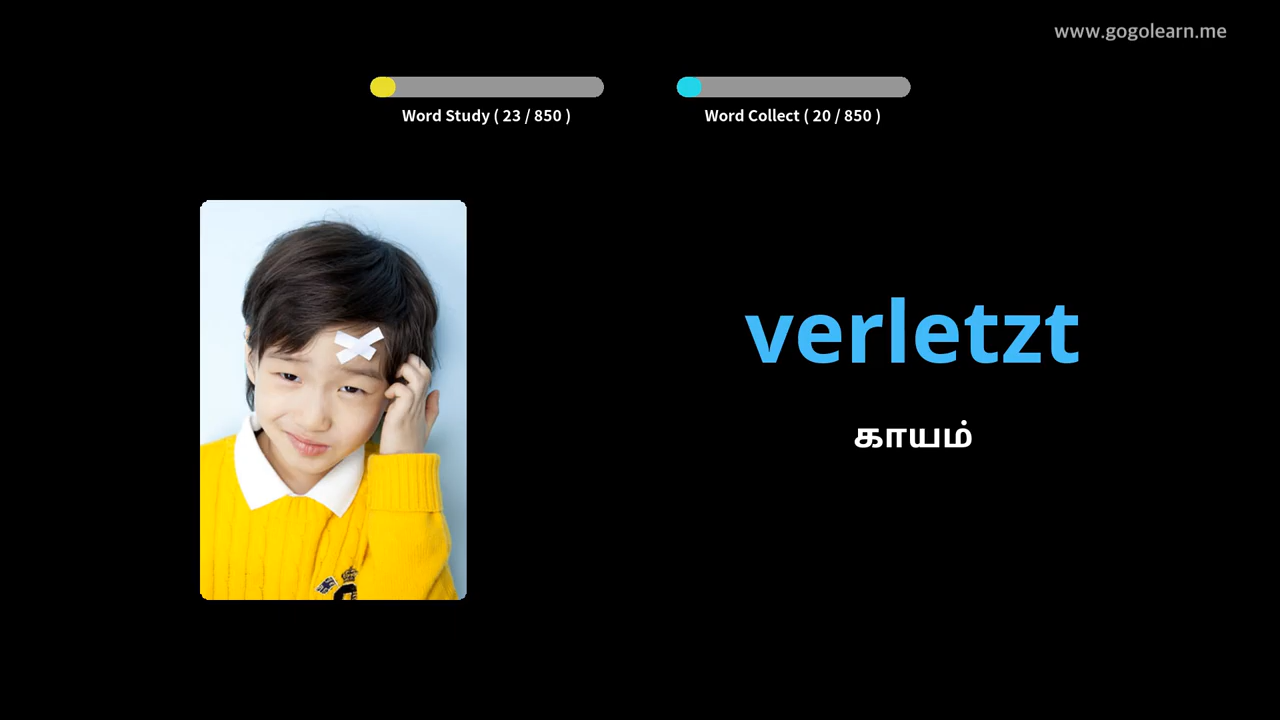 www.gogolearn.me
Word Study ( 23 / 850 )
Word Collect ( 20 / 850 )
verletzt
காயம்